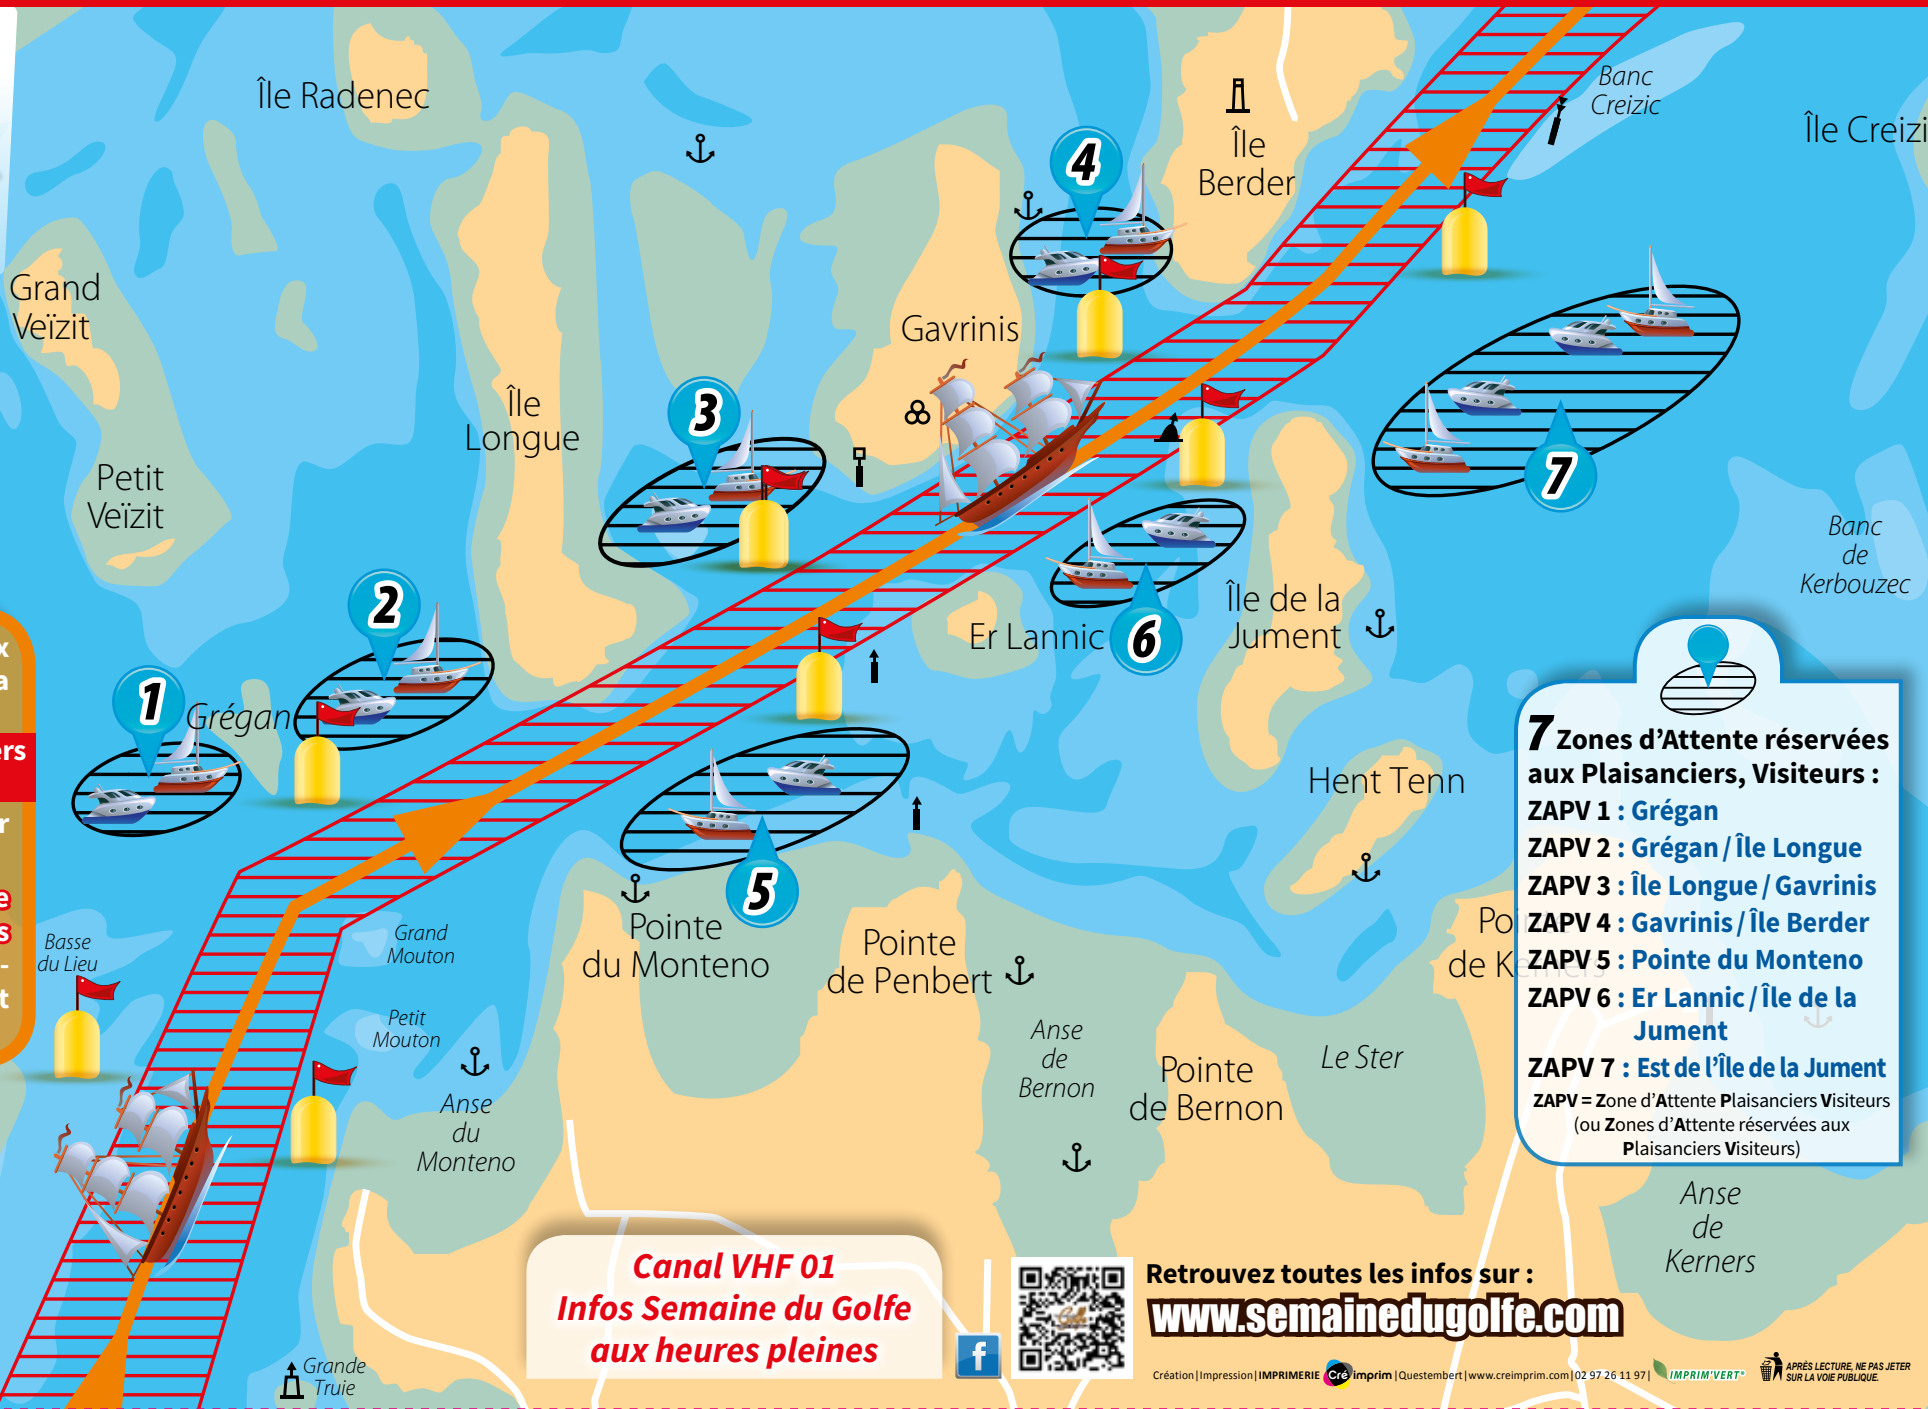 Île Radenec
Banc
Creizic
Île Creizi
4
Île
Berder
Grand
Veïzit
Gavrinis
3
Île
Longue
7
Petit
Veïzit
Banc
de
Kerbouzec
2
Île de la
Jument
Er Lannic
6
x
a
1
Grégan
ers
r
e
s
-
t
Hent Tenn
5
Basse
du Lieu
Grand
Mouton
Pointe
du Monteno
Pointe
de Penbert
Petit
Mouton
Anse
de
Bernon
Le Ster
Pointe
de Bernon
Anse
du
Monteno
7 Zones d'Attente réservées
aux Plaisanciers, Visiteurs :
ZAPV 1 : Grégan
ZAPV 2 : Grégan / Île Longue
ZAPV 3 : Île Longue / Gavrinis
ZAPV 4 : Gavrinis / Île Berder
ZAPV 5 : Pointe du Monteno
ZAPV 6 : Er Lannic / Île de la
Jument
ZAPV 7 : Est de l'Île de la Jument
ZAPV = Zone d'Attente Plaisanciers Visiteurs
(ou Zones d'Attente réservées aux
Plaisanciers Visiteurs)
Anse
de
Kerners
Grande
Truie
Canal VHF 01
Infos Semaine du Golfe
aux heures pleines
f
Retrouvez toutes les infos sur :
www.semainedugolfe.com
Création | Impression | IMPRIMERIE Cré imprim | Questembert | www.creimprim.com | 02 97 26 11 97 |
IMPRIM'VERT®
APRÈS LECTURE, NE PAS JETER
SUR LA VOIE PUBLIQUE.